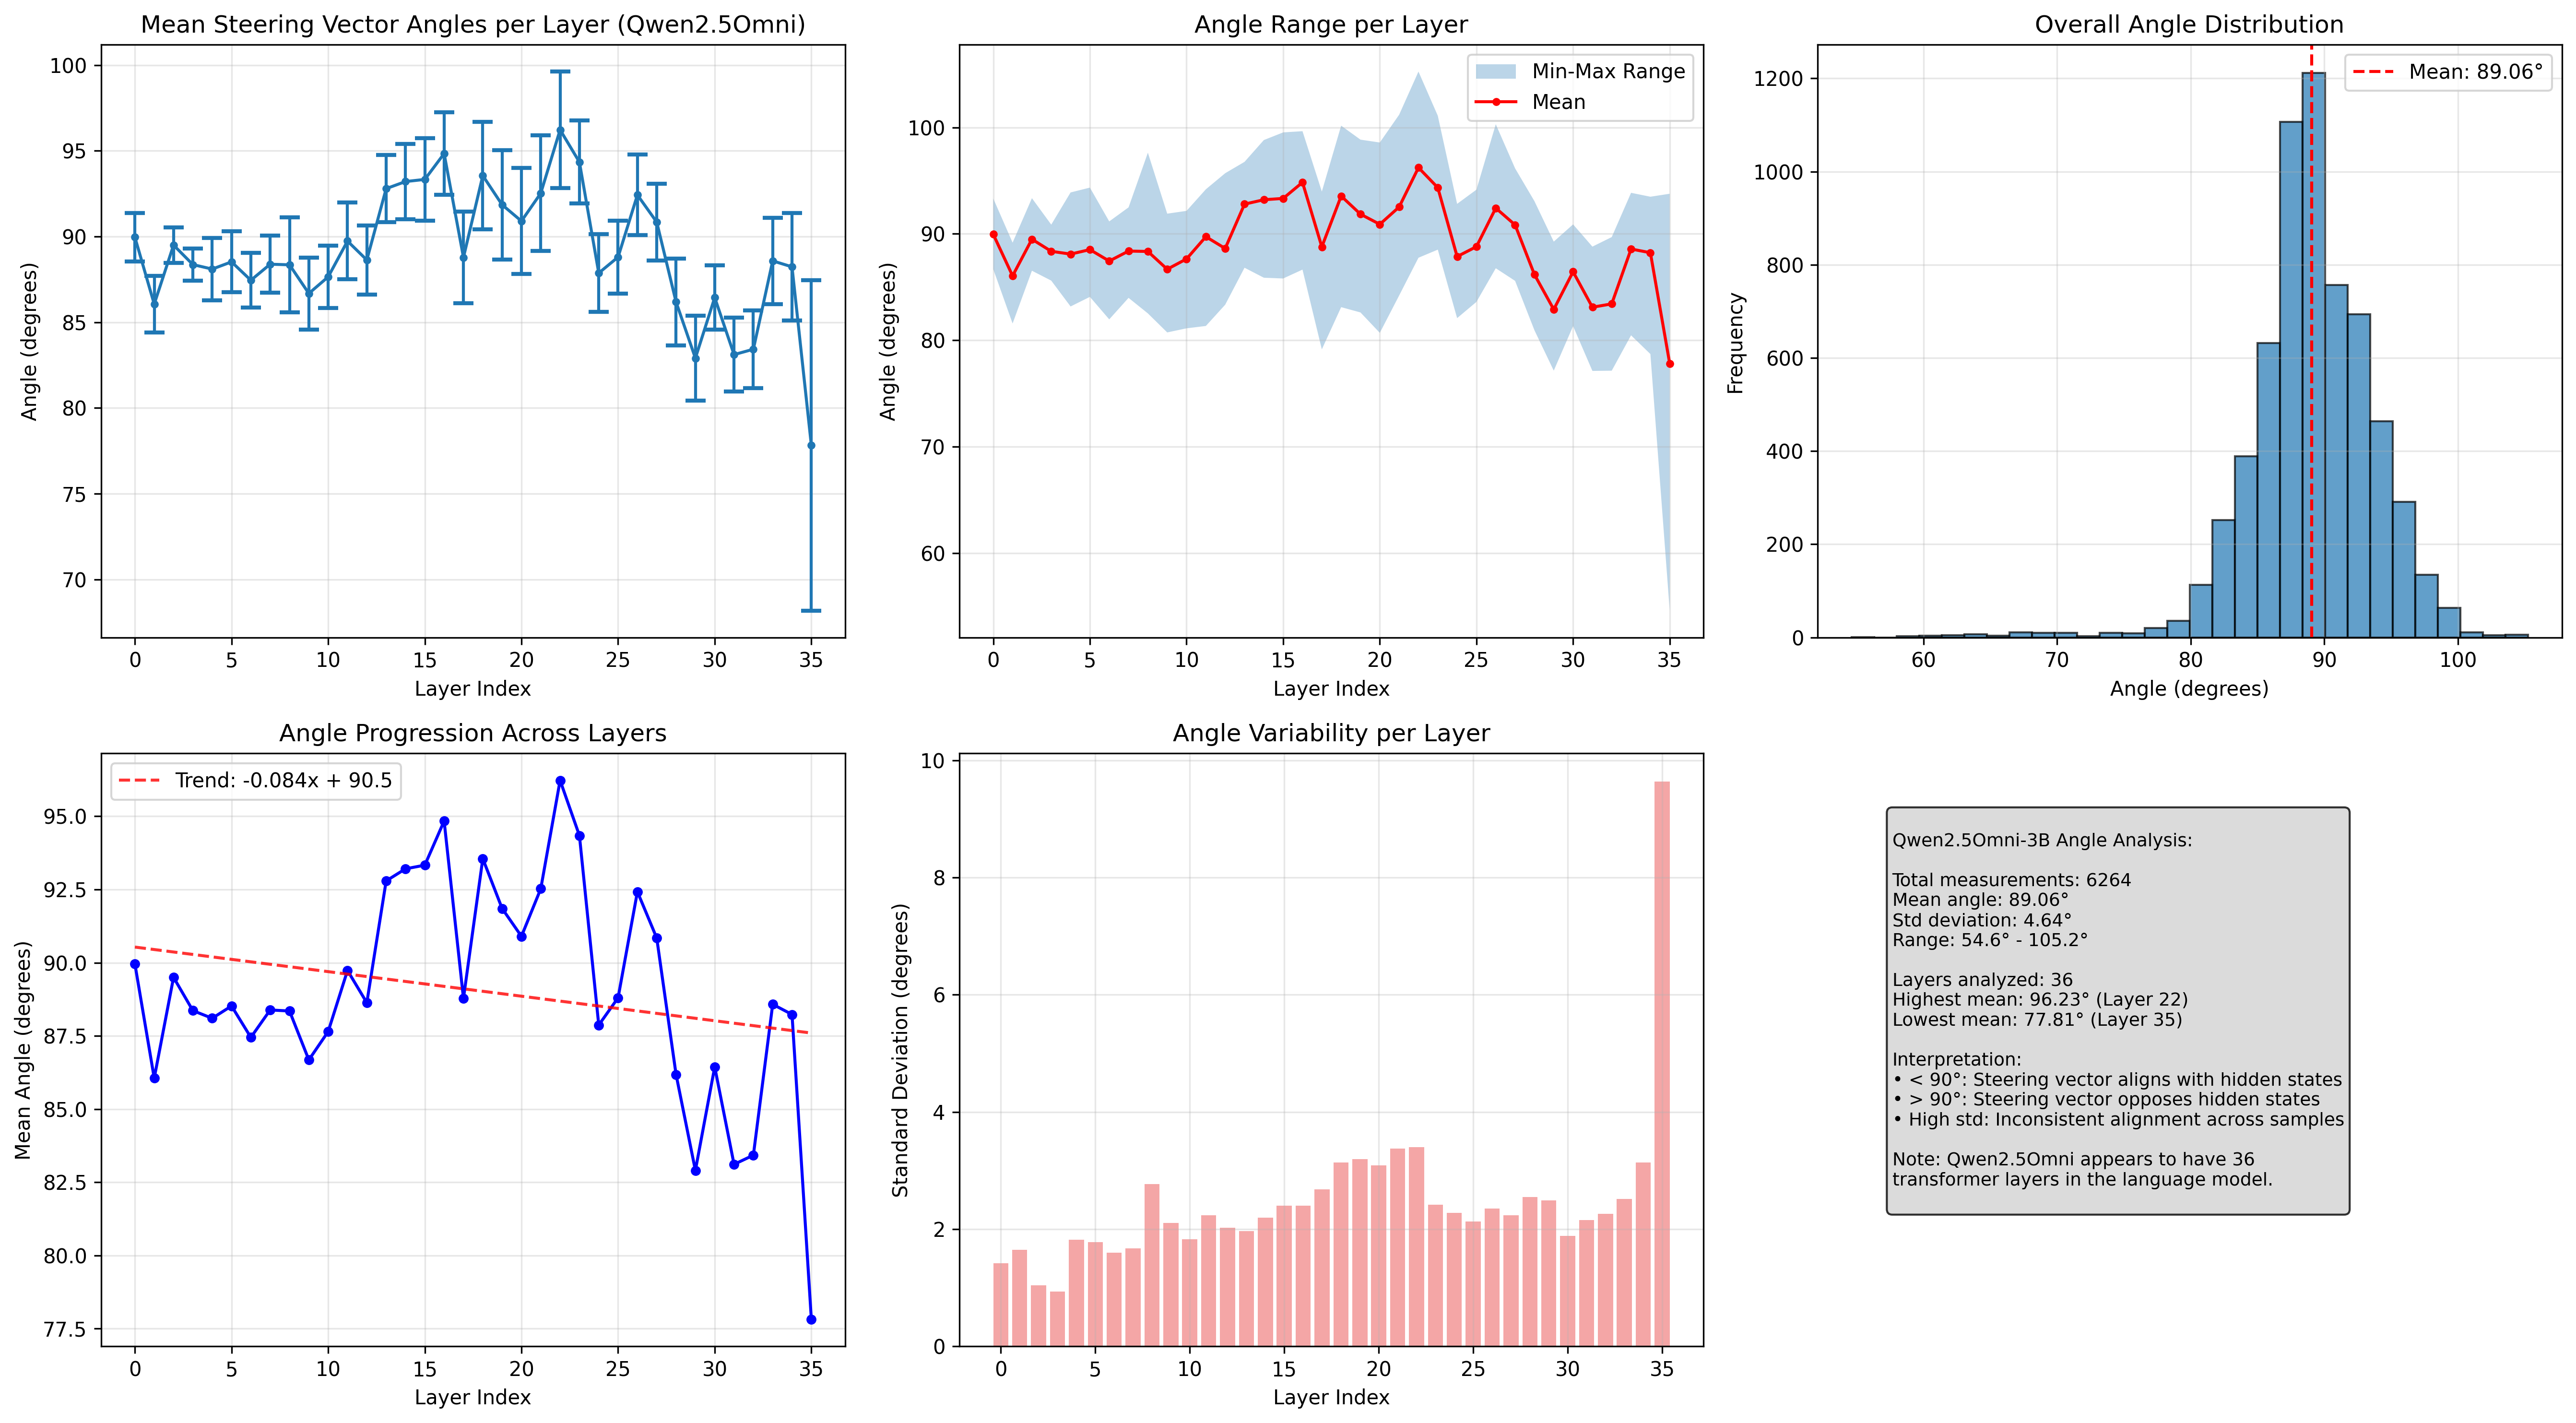 Mean Steering Vector Angles per Layer (Qwen2.5Omni)
100
95
90
85
80
75
70
Angle (degrees)
0 5 10 15 20 25 30 35
Layer Index
Angle Range per Layer
Min-Max Range
Mean
100
90
80
70
60
Angle (degrees)
0 5 10 15 20 25 30 35
Layer Index
Overall Angle Distribution
Mean: 89.06°
1200
1000
800
600
400
200
0
Frequency
60 70 80 90 100
Angle (degrees)
Angle Progression Across Layers
Trend: -0.084x + 90.5
95.0
92.5
90.0
87.5
85.0
82.5
80.0
77.5
Mean Angle (degrees)
0 5 10 15 20 25 30 35
Layer Index
Angle Variability per Layer
10
8
6
4
2
0
Standard Deviation (degrees)
0 5 10 15 20 25 30 35
Layer Index
Qwen2.5Omni-3B Angle Analysis:
Total measurements: 6264
Mean angle: 89.06°
Std deviation: 4.64°
Range: 54.6° - 105.2°
Layers analyzed: 36
Highest mean: 96.23° (Layer 22)
Lowest mean: 77.81° (Layer 35)
Interpretation:
• < 90°: Steering vector aligns with hidden states
• > 90°: Steering vector opposes hidden states
• High std: Inconsistent alignment across samples
Note: Qwen2.5Omni appears to have 36
transformer layers in the language model.